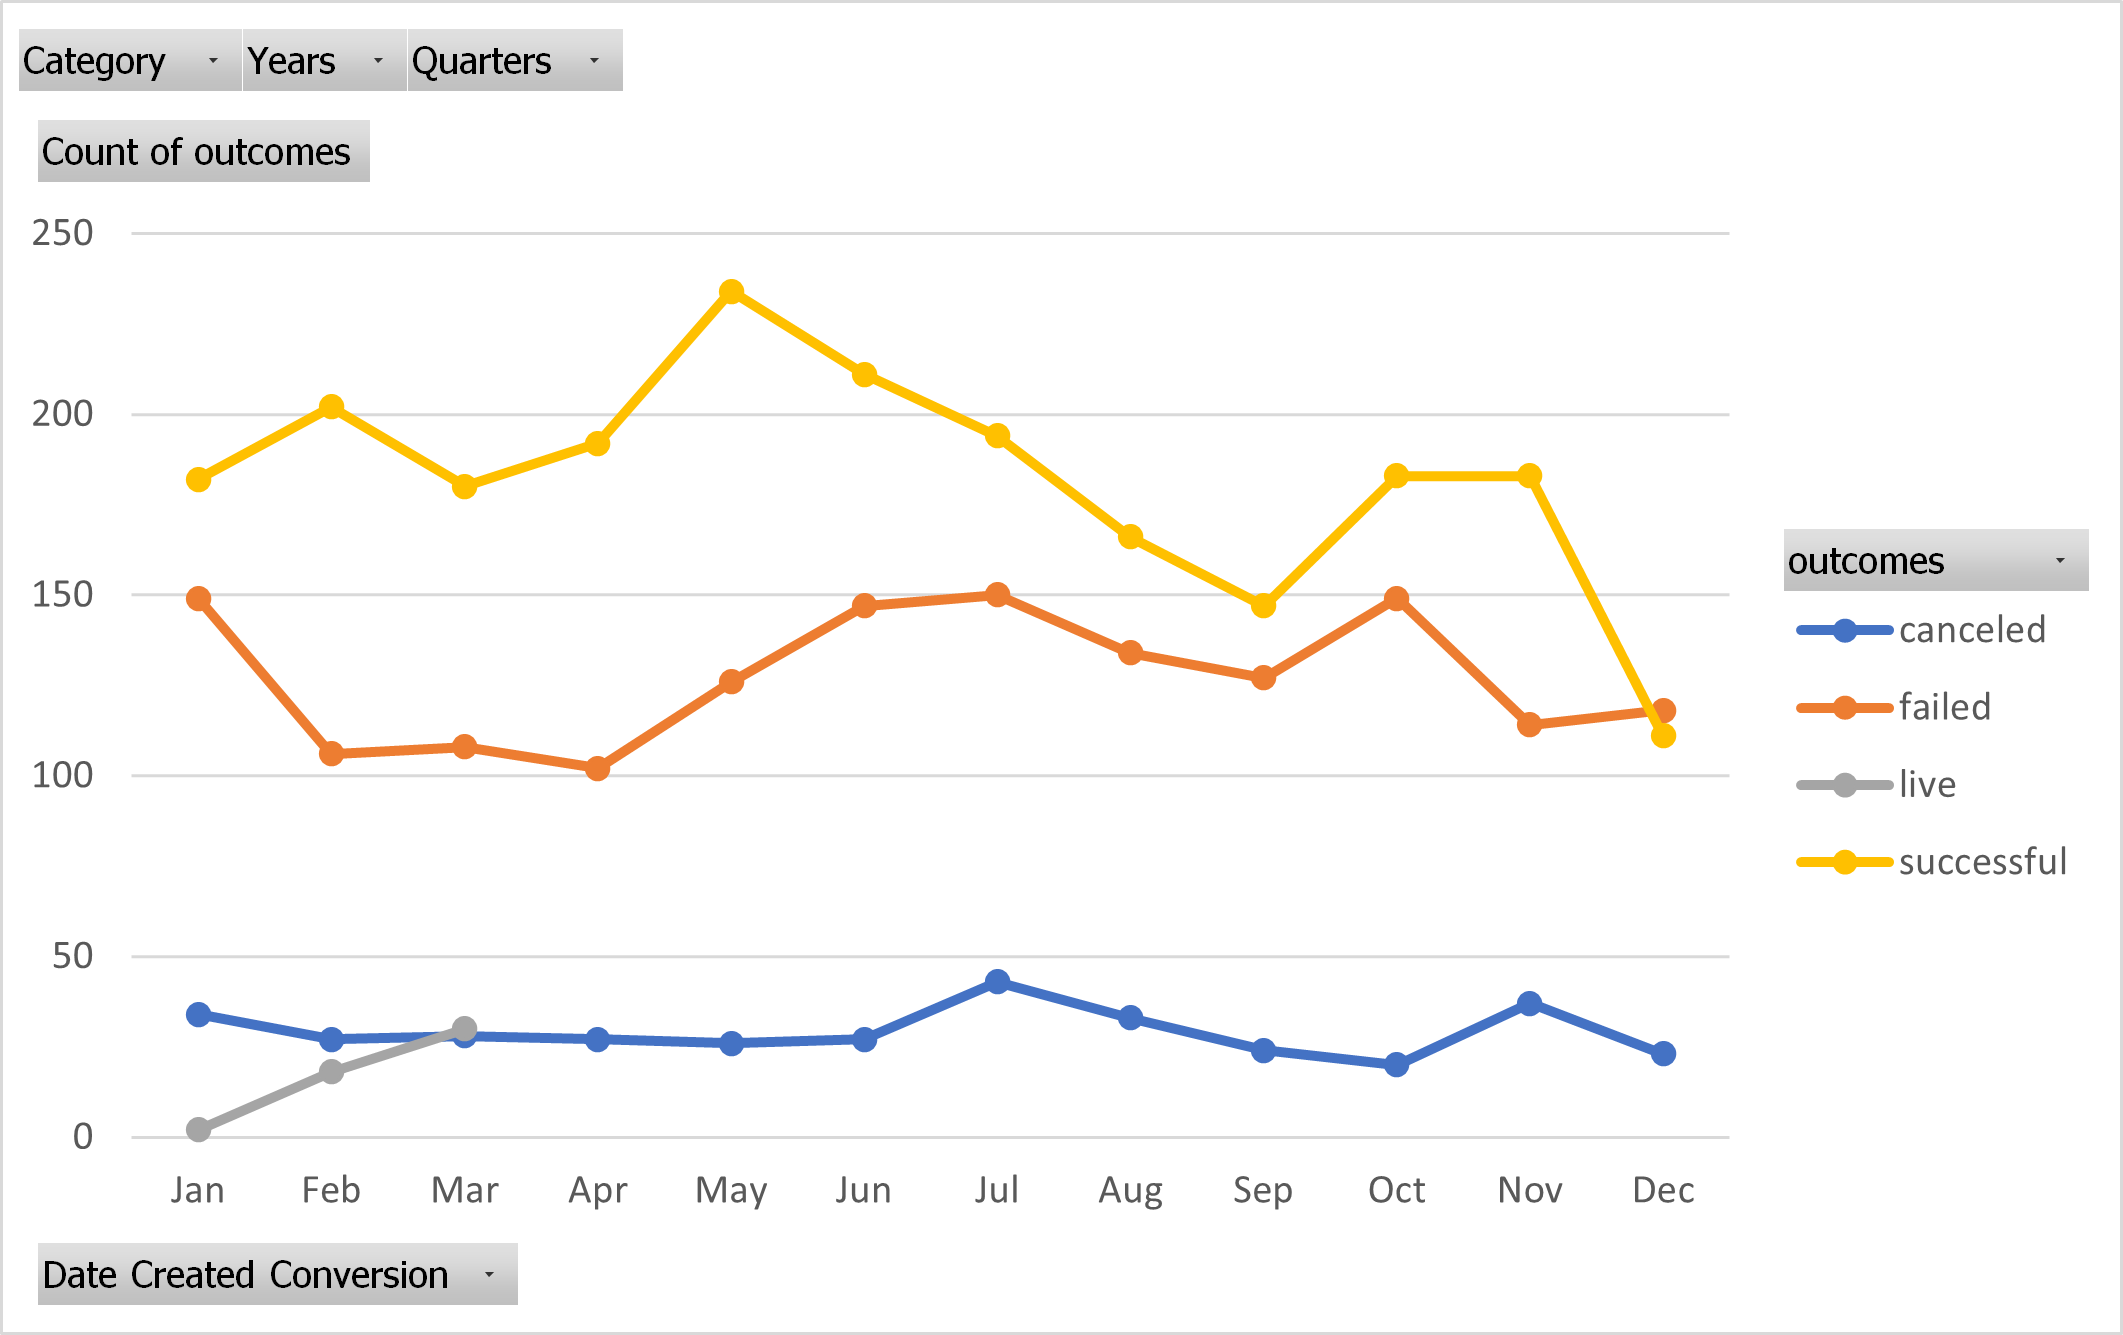 Category Years Quarters
Count of outcomes
250
200
150
100
50
0
Jan Feb Mar Apr May Jun Jul Aug Sep Oct Nov Dec
outcomes
canceled
failed
live
successful
Date Created Conversion